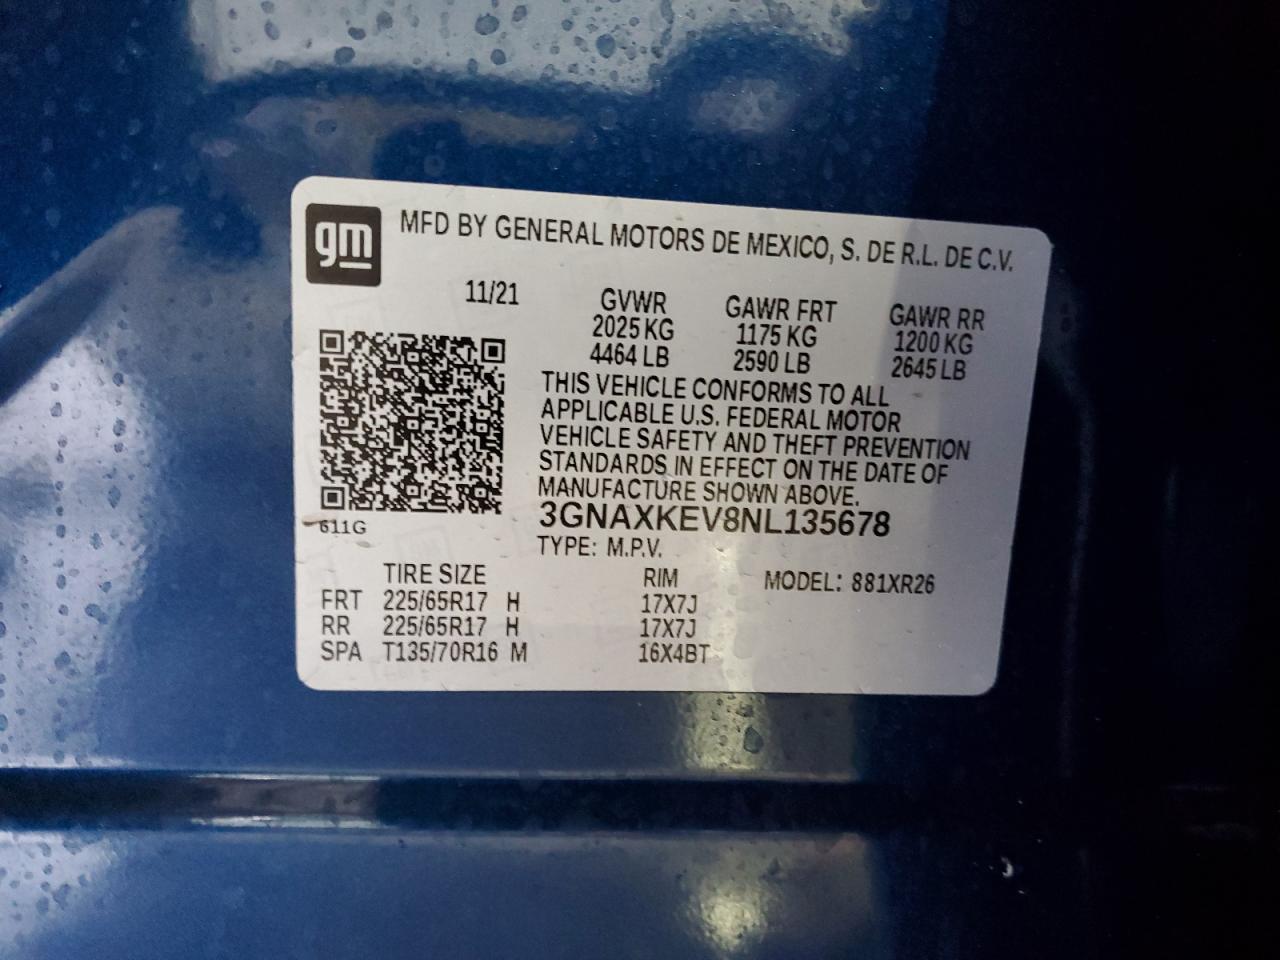 gm
MFD BY GENERAL MOTORS DE MEXICO, S. DE R.L. DE C.V.
11/21
GVWR GAWR FRT GAWR RR
2025 KG 1175 KG 1200 KG
4464 LB 2590 LB 2645 LB
THIS VEHICLE CONFORMS TO ALL
APPLICABLE U.S. FEDERAL MOTOR
VEHICLE SAFETY AND THEFT PREVENTION
STANDARDS IN EFFECT ON THE DATE OF
MANUFACTURE SHOWN ABOVE.
3GNAXKEV8NL135678
611G
TYPE: M.P.V.
TIRE SIZE RIM MODEL: 881XR26
FRT 225/65R17 H 17X7J
RR 225/65R17 H 17X7J
SPA T135/70R16 M 16X4BT